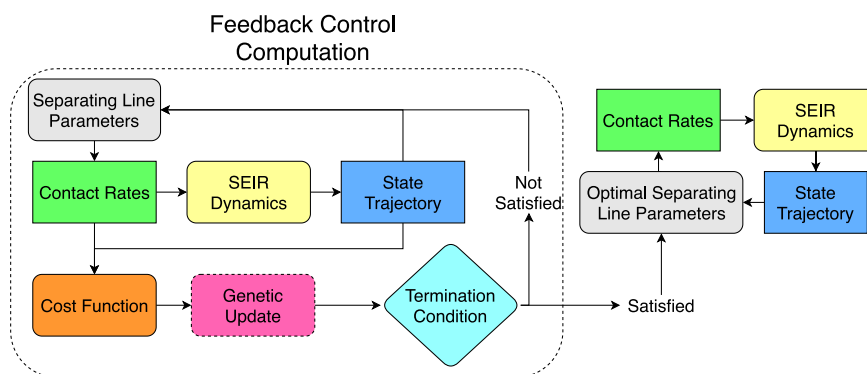 Feedback Control
Computation
Separating Line
Parameters
Contact Rates
SEIR
Dynamics
State
Trajectory
Not
Satisfied
Cost Function
Genetic
Update
Termination
Condition
Satisfied
Contact Rates
SEIR
Dynamics
Optimal Separating
Line Parameters
State
Trajectory